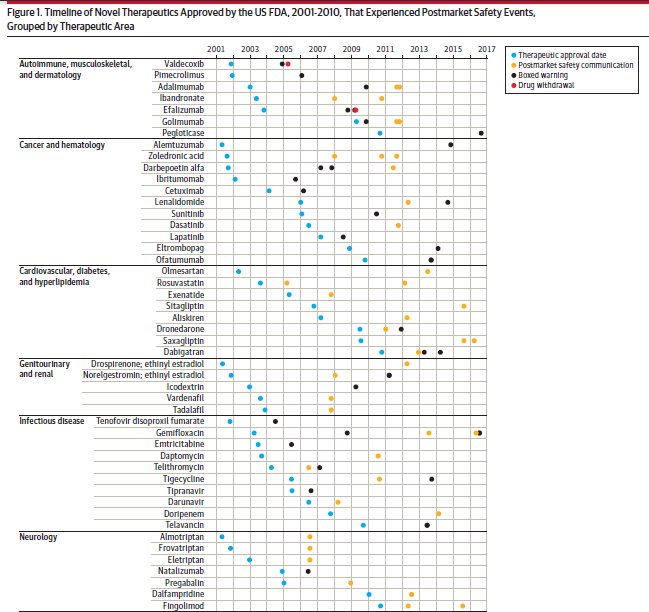 Figure 1. Timeline of Novel Therapeutics Approved by the US FDA, 2001-2010, That Experienced Postmarket Safety Events,
Grouped by Therapeutic Area
2001 2003 2005 2007 2009 2011 2013 2015 2017
Therapeutic approval date
Postmarket safety communication
Boxed warning
Drug withdrawal
Autoimmune, musculoskeletal, Valdecoxib
and dermatology Pimecrolimus
Adalimumab
Ibandronate
Efalizumab
Golimumab
Pegloticase
Cancer and hematology Alemtuzumab
Zoledronic acid
Darbepoetin alfa
Ibritumomab
Cetuximab
Lenalidomide
Sunitinib
Dasatinib
Lapatinib
Eltrombopag
Ofatumumab
Cardiovascular, diabetes, Olmesartan
and hyperlipidemia Rosuvastatin
Exenatide
Sitagliptin
Aliskiren
Dronedarone
Saxagliptin
Dabigatran
Genitourinary Drospirenone; ethinyl estradiol
and renal Norelgestromin; ethinyl estradiol
Icodextrin
Vardenafil
Tadalafil
Infectious disease Tenofovir disoproxil fumarate
Gemifloxacin
Emtricitabine
Daptomycin
Telithromycin
Tigecycline
Tipranavir
Darunavir
Doripenem
Telavancin
Neurology Almotriptan
Frovatriptan
Eletriptan
Natalizumab
Pregabalin
Dalfampridine
Fingolimod